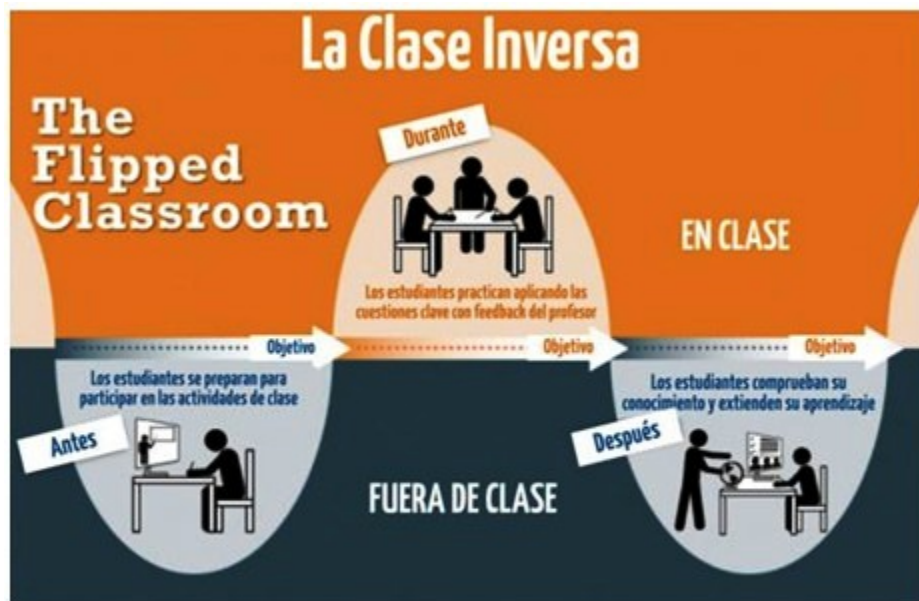 La Clase Inversa
The
Flipped
Classroom
Durante
EN CLASE
Los estudiantes practican aplicando las
cuestiones clave con feedback del profesor
Objetivo
Objetivo
Objetivo
Los estudiantes se preparan para
participar en las actividades de clase
Antes
FUERA DE CLASE
Los estudiantes comprueban su
conocimiento y extienden su aprendizaje
Después